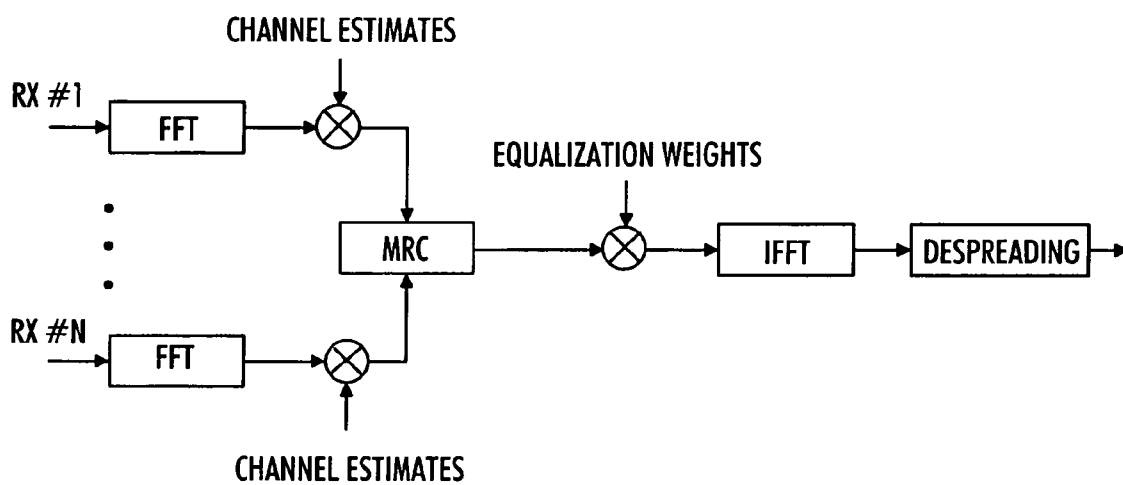 CHANNEL ESTIMATES
RX #1
FFT
EQUALIZATION WEIGHTS
MRC
IFFT
DESPREADING
RX #N
FFT
CHANNEL ESTIMATES